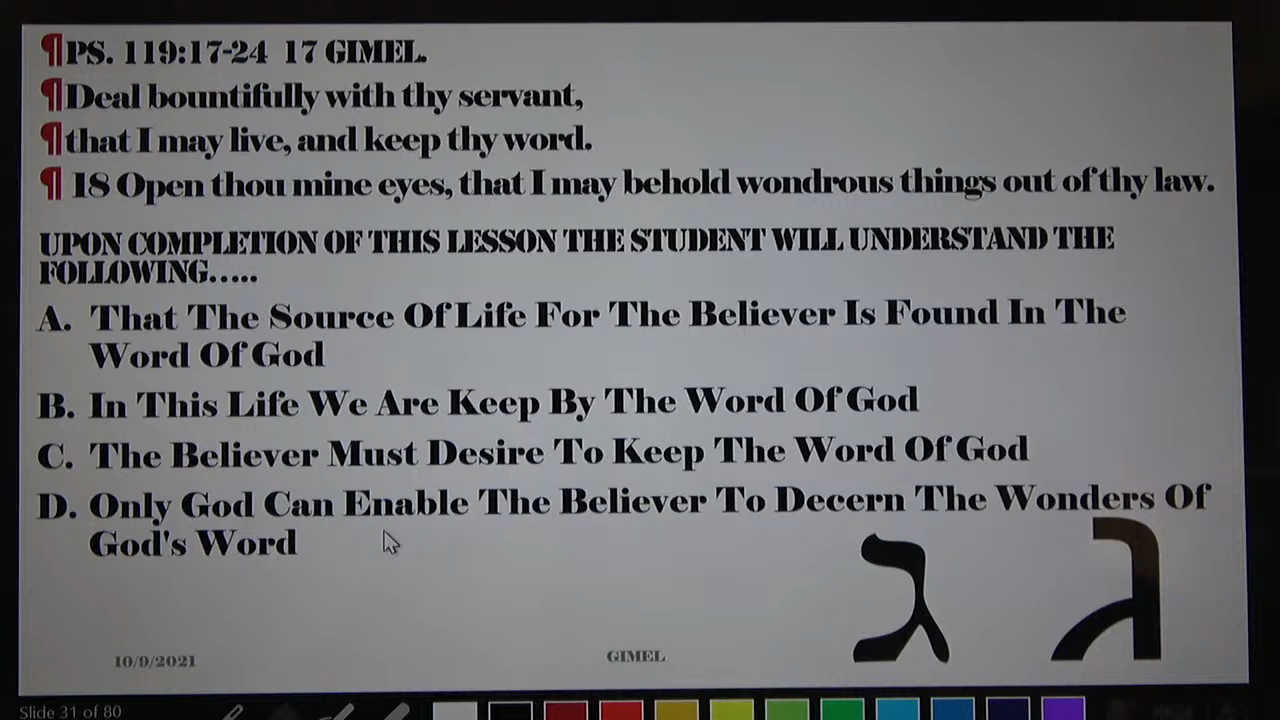 ¶PS. 119:17-24 17 GIMEL.
¶Deal bountifully with thy servant,
¶that I may live, and keep thy word.
¶ 18 Open thou mine eyes, that I may behold wondrous things out of thy law.
UPON COMPLETION OF THIS LESSON THE STUDENT WILL UNDERSTAND THE
FOLLOWING.....
A. That The Source Of Life For The Believer Is Found In The
Word Of God
B. In This Life We Are Keep By The Word Of God
C. The Believer Must Desire To Keep The Word Of God
D. Only God Can Enable The Believer To Decern The Wonders Of
God's Word
ג ג
10/9/2021 GIMEL
Slide 31 of 80